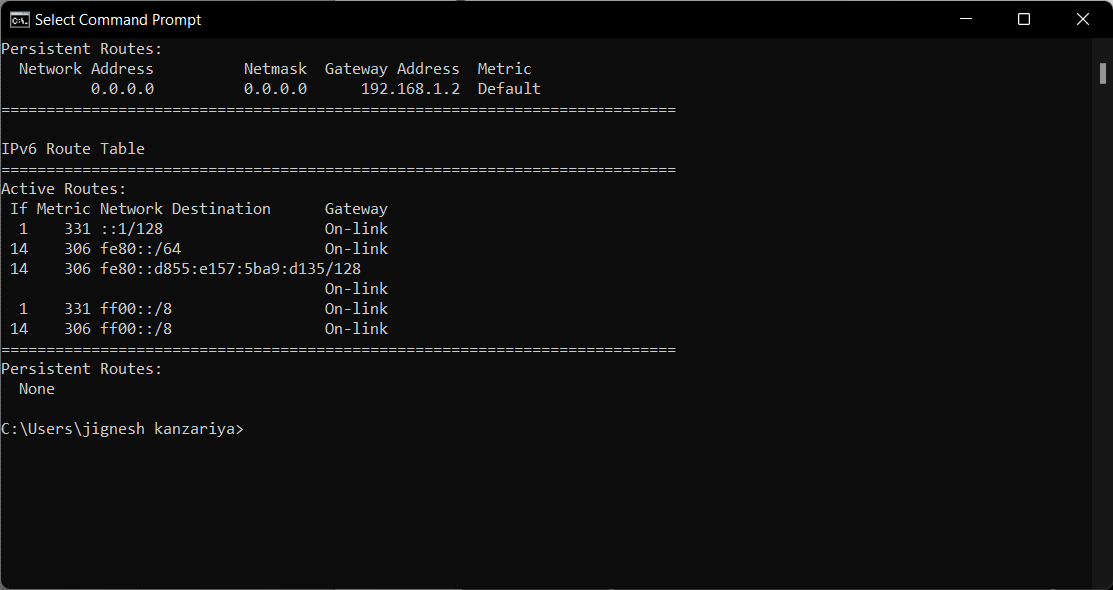 Select Command Prompt
Persistent Routes:
  Network Address          Netmask  Gateway Address  Metric
          0.0.0.0          0.0.0.0      192.168.1.2  Default
===========================================================================

IPv6 Route Table
===========================================================================
Active Routes:
 If Metric Network Destination      Gateway
  1    331 ::1/128                  On-link
 14    306 fe80::/64                On-link
 14    306 fe80::d855:e157:5ba9:d135/128
                                    On-link
  1    331 ff00::/8                 On-link
 14    306 ff00::/8                 On-link
===========================================================================
Persistent Routes:
  None

C:\Users\jignesh kanzariya>